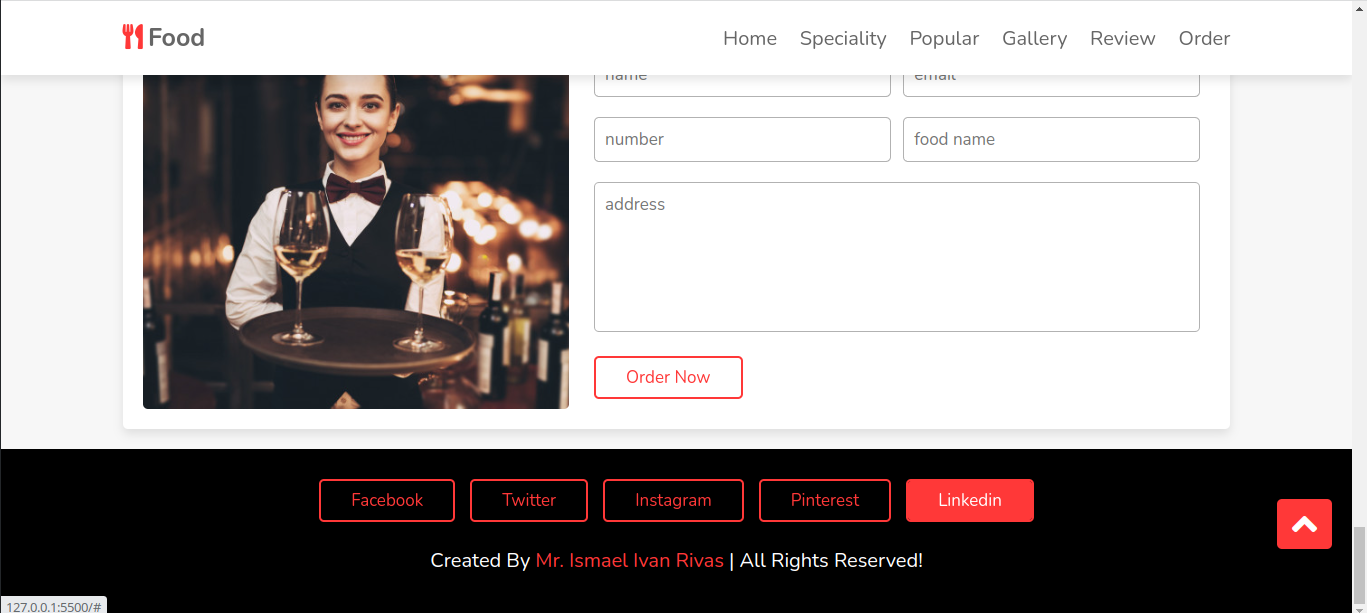 Food
Home Speciality Popular Gallery Review Order
name email
number food name
address
Order Now
Facebook Twitter Instagram Pinterest Linkedin
Created By Mr. Ismael Ivan Rivas | All Rights Reserved!
127.0.0.1:5500/#